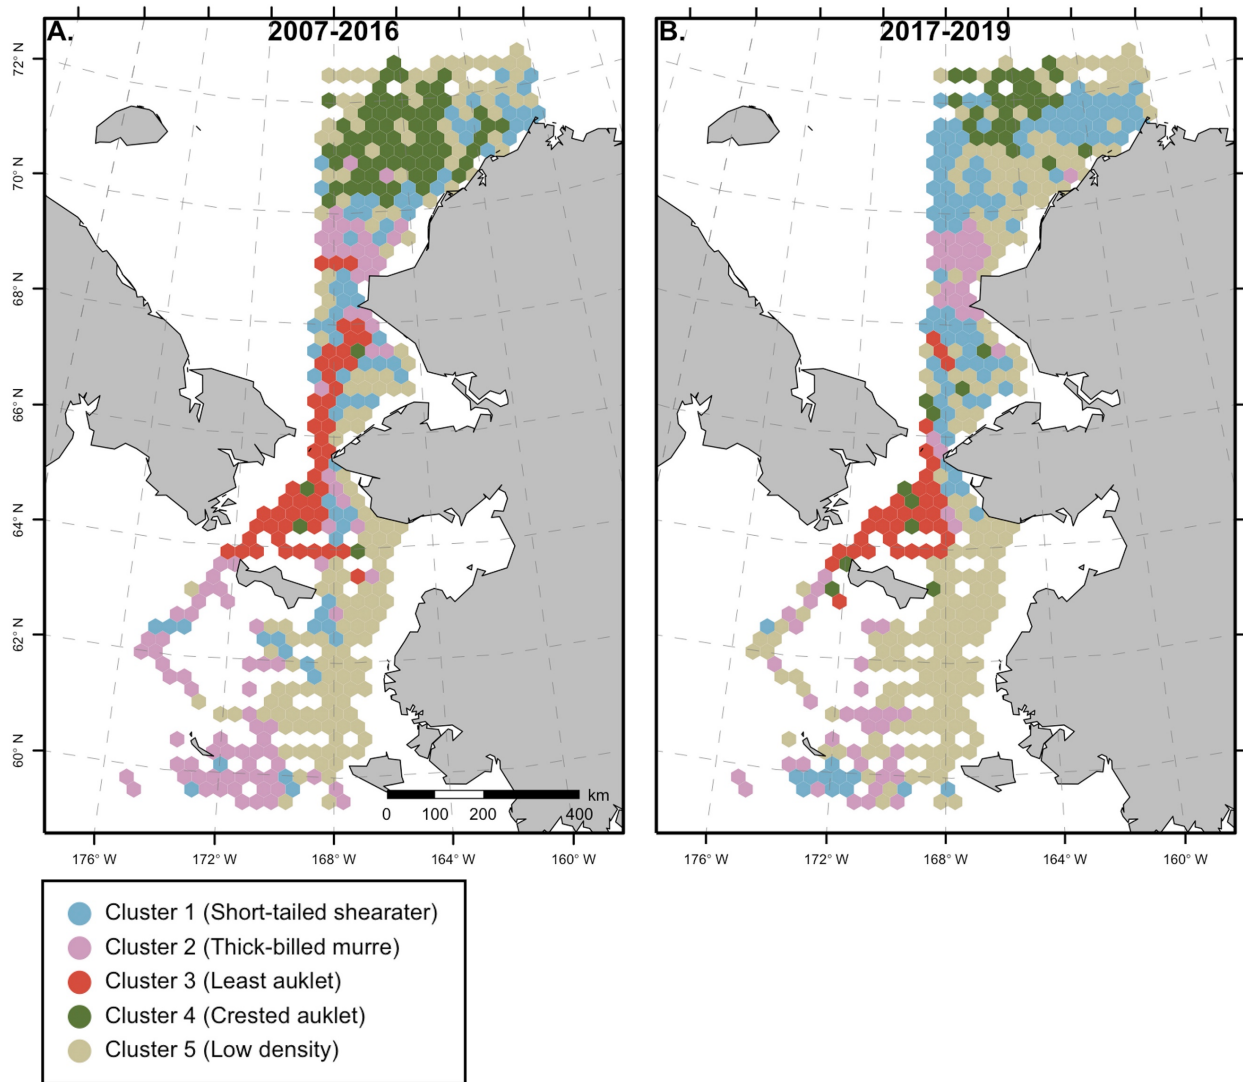 A. 2007-2016
B. 2017-2019
72° N
70° N
68° N
66° N
64° N
62° N
60° N
km
0 100 200 400
176° W 172° W 168° W 164° W 160° W
176° W 172° W 168° W 164° W 160° W
Cluster 1 (Short-tailed shearater)
Cluster 2 (Thick-billed murre)
Cluster 3 (Least auklet)
Cluster 4 (Crested auklet)
Cluster 5 (Low density)